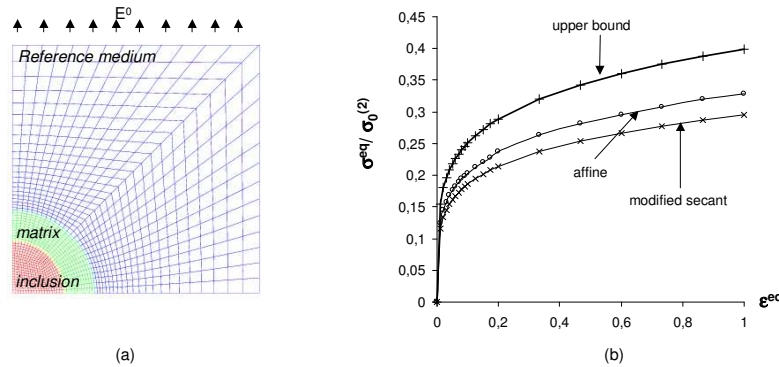 E⁰
Reference medium
matrix
inclusion
(a)
σ^eq/ σ₀^(2)
0,45
0,4
0,35
0,3
0,25
0,2
0,15
0,1
0,05
0
upper bound
affine
modified secant
0
0,2
0,4
0,6
0,8
1
ε^eq
(b)